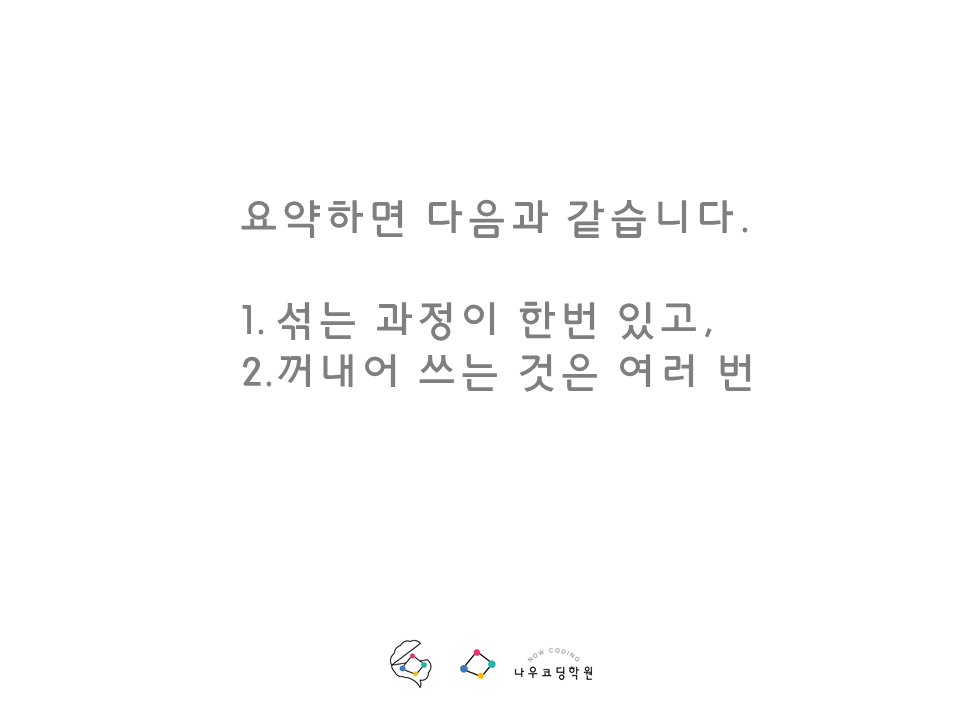 요약하면 다음과 같습니다.
1. 섞는 과정이 한번 있고,
2.꺼내어 쓰는 것은 여러 번
NOW CODING
나우코딩학원